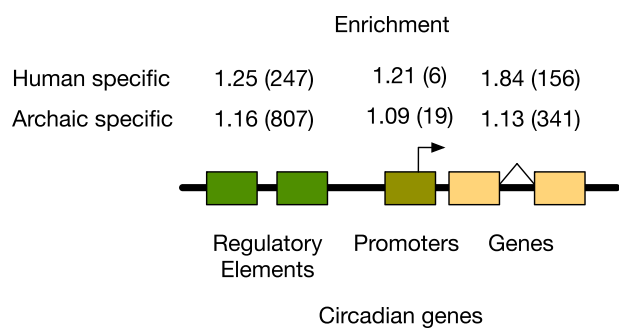 Enrichment
Human specific 1.25 (247) 1.21 (6) 1.84 (156)
Archaic specific 1.16 (807) 1.09 (19) 1.13 (341)
Regulatory Elements Promoters Genes
Circadian genes